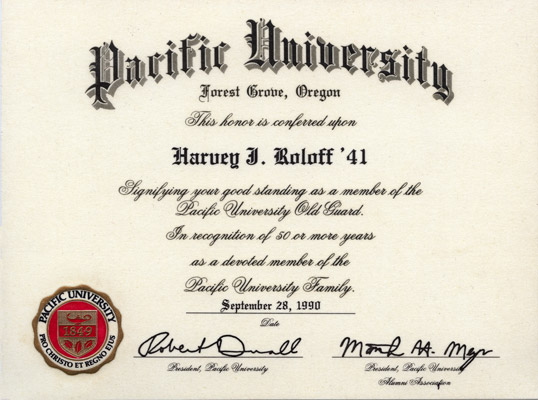 Pacific University
Forest Grove, Oregon
This honor is conferred upon
Harvey J. Roloff '41
Signifying your good standing as a member of the
Pacific University Old Guard.
In recognition of 50 or more years
as a devoted member of the
Pacific University Family.
September 28, 1990
Date
PACIFIC UNIVERSITY
1849
PRO CHRISTO ET REGNO EJUS
Robert Duvall
President, Pacific University
President, Pacific University
Alumni Association